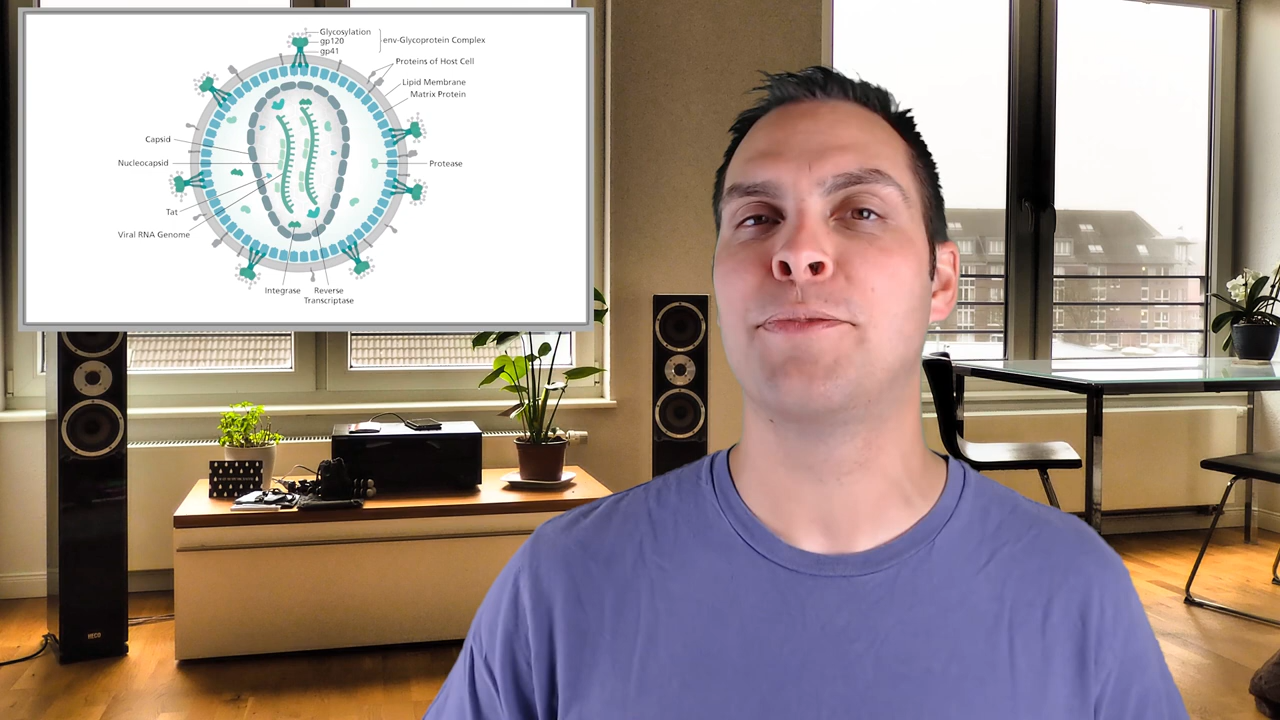 Glycosylation
gp120
gp41
env-Glycoprotein Complex
Proteins of Host Cell
Lipid Membrane
Matrix Protein
Capsid
Nucleocapsid
Protease
Tat
Viral RNA Genome
Integrase
Reverse
Transcriptase
HECO